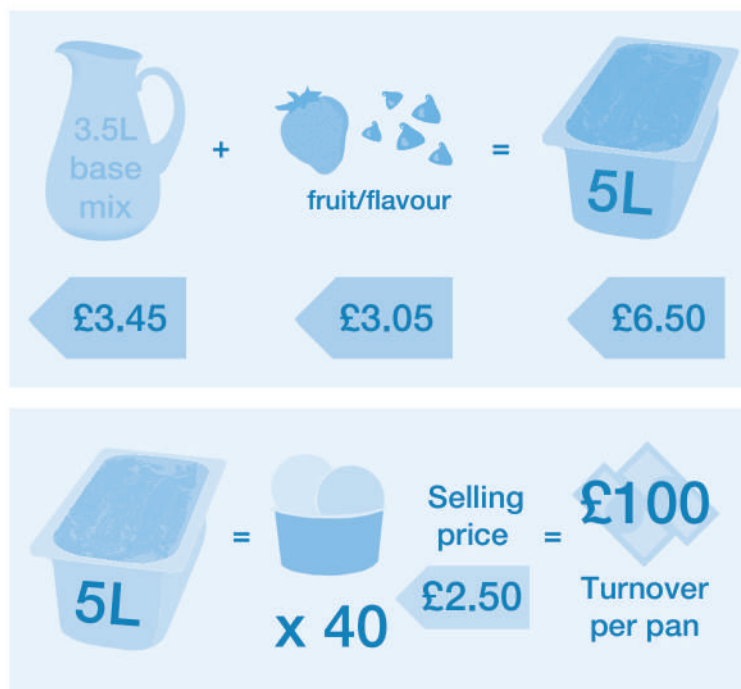 3.5L
base
mix
+
fruit/flavour
=
5L
£3.45
£3.05
£6.50
5L
=
x 40
Selling
price
£2.50
=
£100
Turnover
per pan